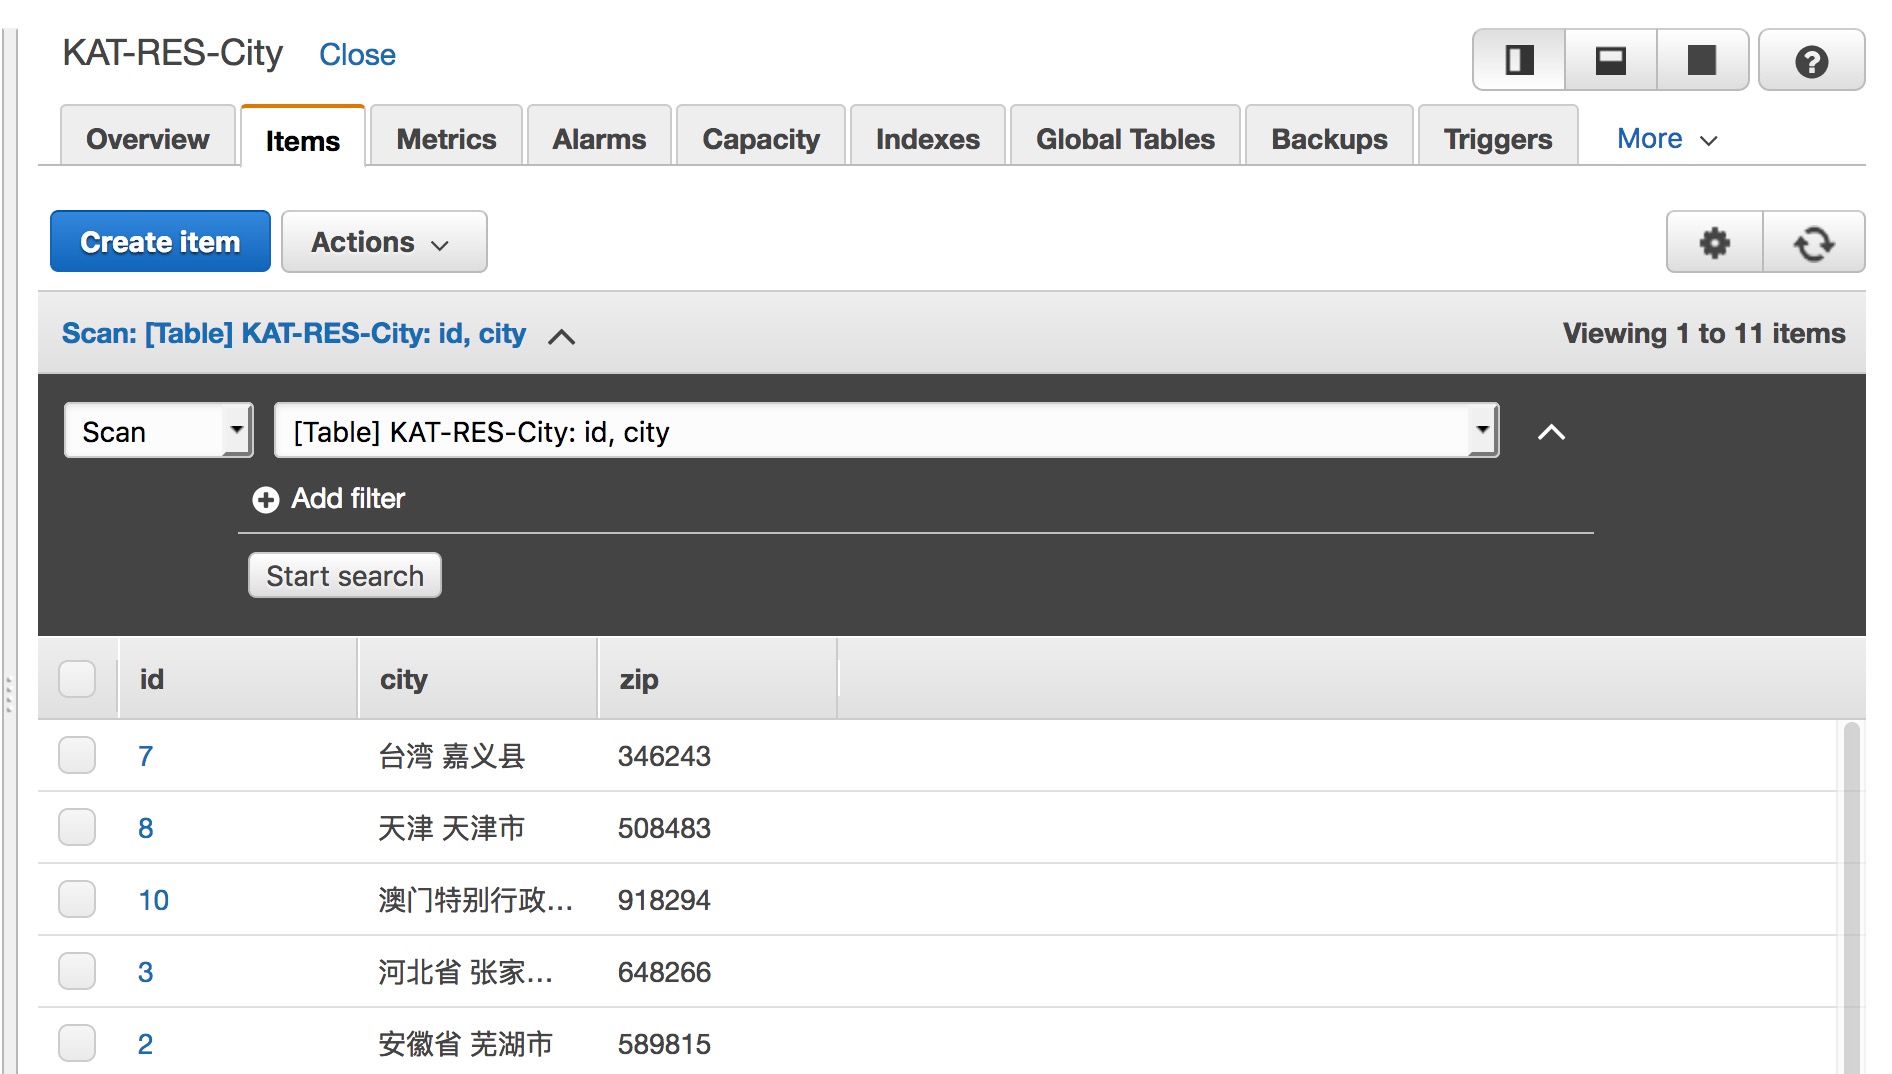 KAT-RES-City Close
Overview Items Metrics Alarms Capacity Indexes Global Tables Backups Triggers More
Create item Actions
Scan: [Table] KAT-RES-City: id, city Viewing 1 to 11 items
Scan [Table] KAT-RES-City: id, city
Add filter
Start search
id city zip
7 台湾 嘉义县 346243
8 天津 天津市 508483
10 澳门特别行政... 918294
3 河北省 张家... 648266
2 安徽省 芜湖市 589815